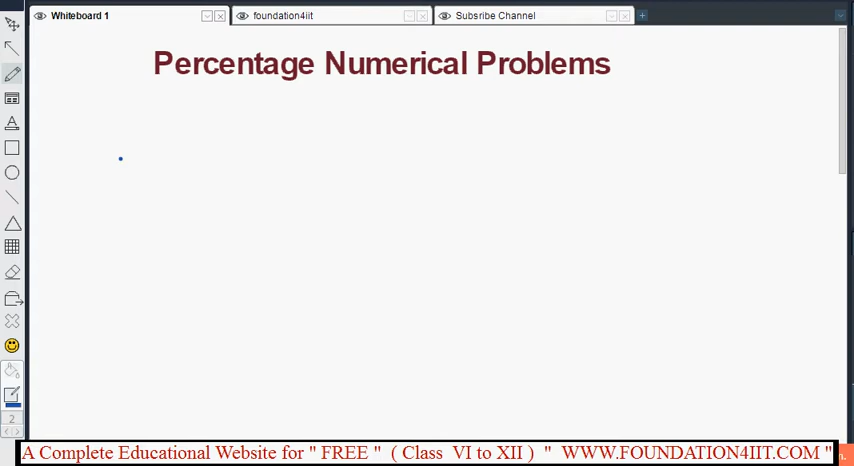 Whiteboard 1
foundation4iit
Subsribe Channel
Percentage Numerical Problems
2
A Complete Educational Website for " FREE " ( Class VI to XII ) " WWW.FOUNDATION4IIT.COM "
n.